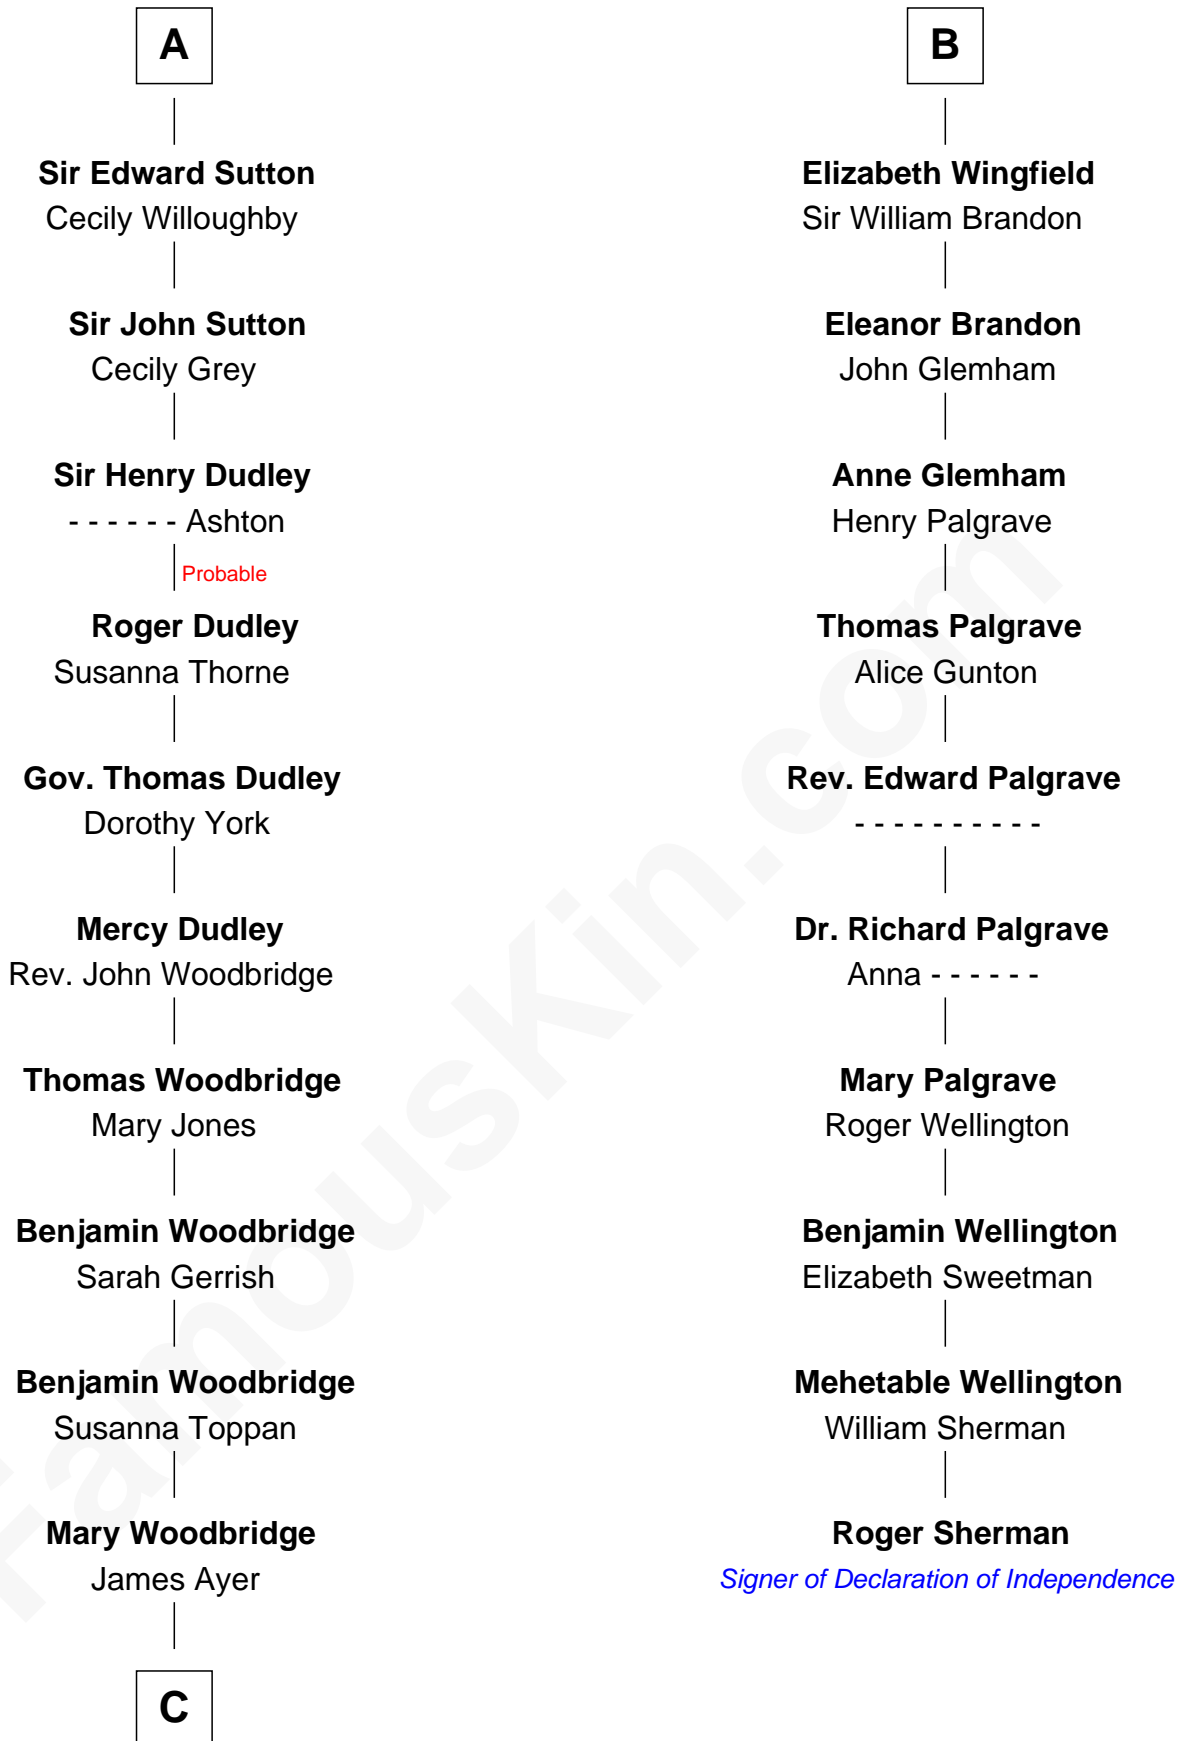 A
Sir Edward Sutton
Cecily Willoughby
Sir John Sutton
Cecily Grey
Sir Henry Dudley
- - - - - - Ashton
Probable
Roger Dudley
Susanna Thorne
Gov. Thomas Dudley
Dorothy York
Mercy Dudley
Rev. John Woodbridge
Thomas Woodbridge
Mary Jones
Benjamin Woodbridge
Sarah Gerrish
Benjamin Woodbridge
Susanna Toppan
Mary Woodbridge
James Ayer
C
B
Elizabeth Wingfield
Sir William Brandon
Eleanor Brandon
John Glemham
Anne Glemham
Henry Palgrave
Thomas Palgrave
Alice Gunton
Rev. Edward Palgrave
- - - - - - - - - -
Dr. Richard Palgrave
Anna - - - - - -
Mary Palgrave
Roger Wellington
Benjamin Wellington
Elizabeth Sweetman
Mehetable Wellington
William Sherman
Roger Sherman
Signer of Declaration of Independence
FamousKin.com